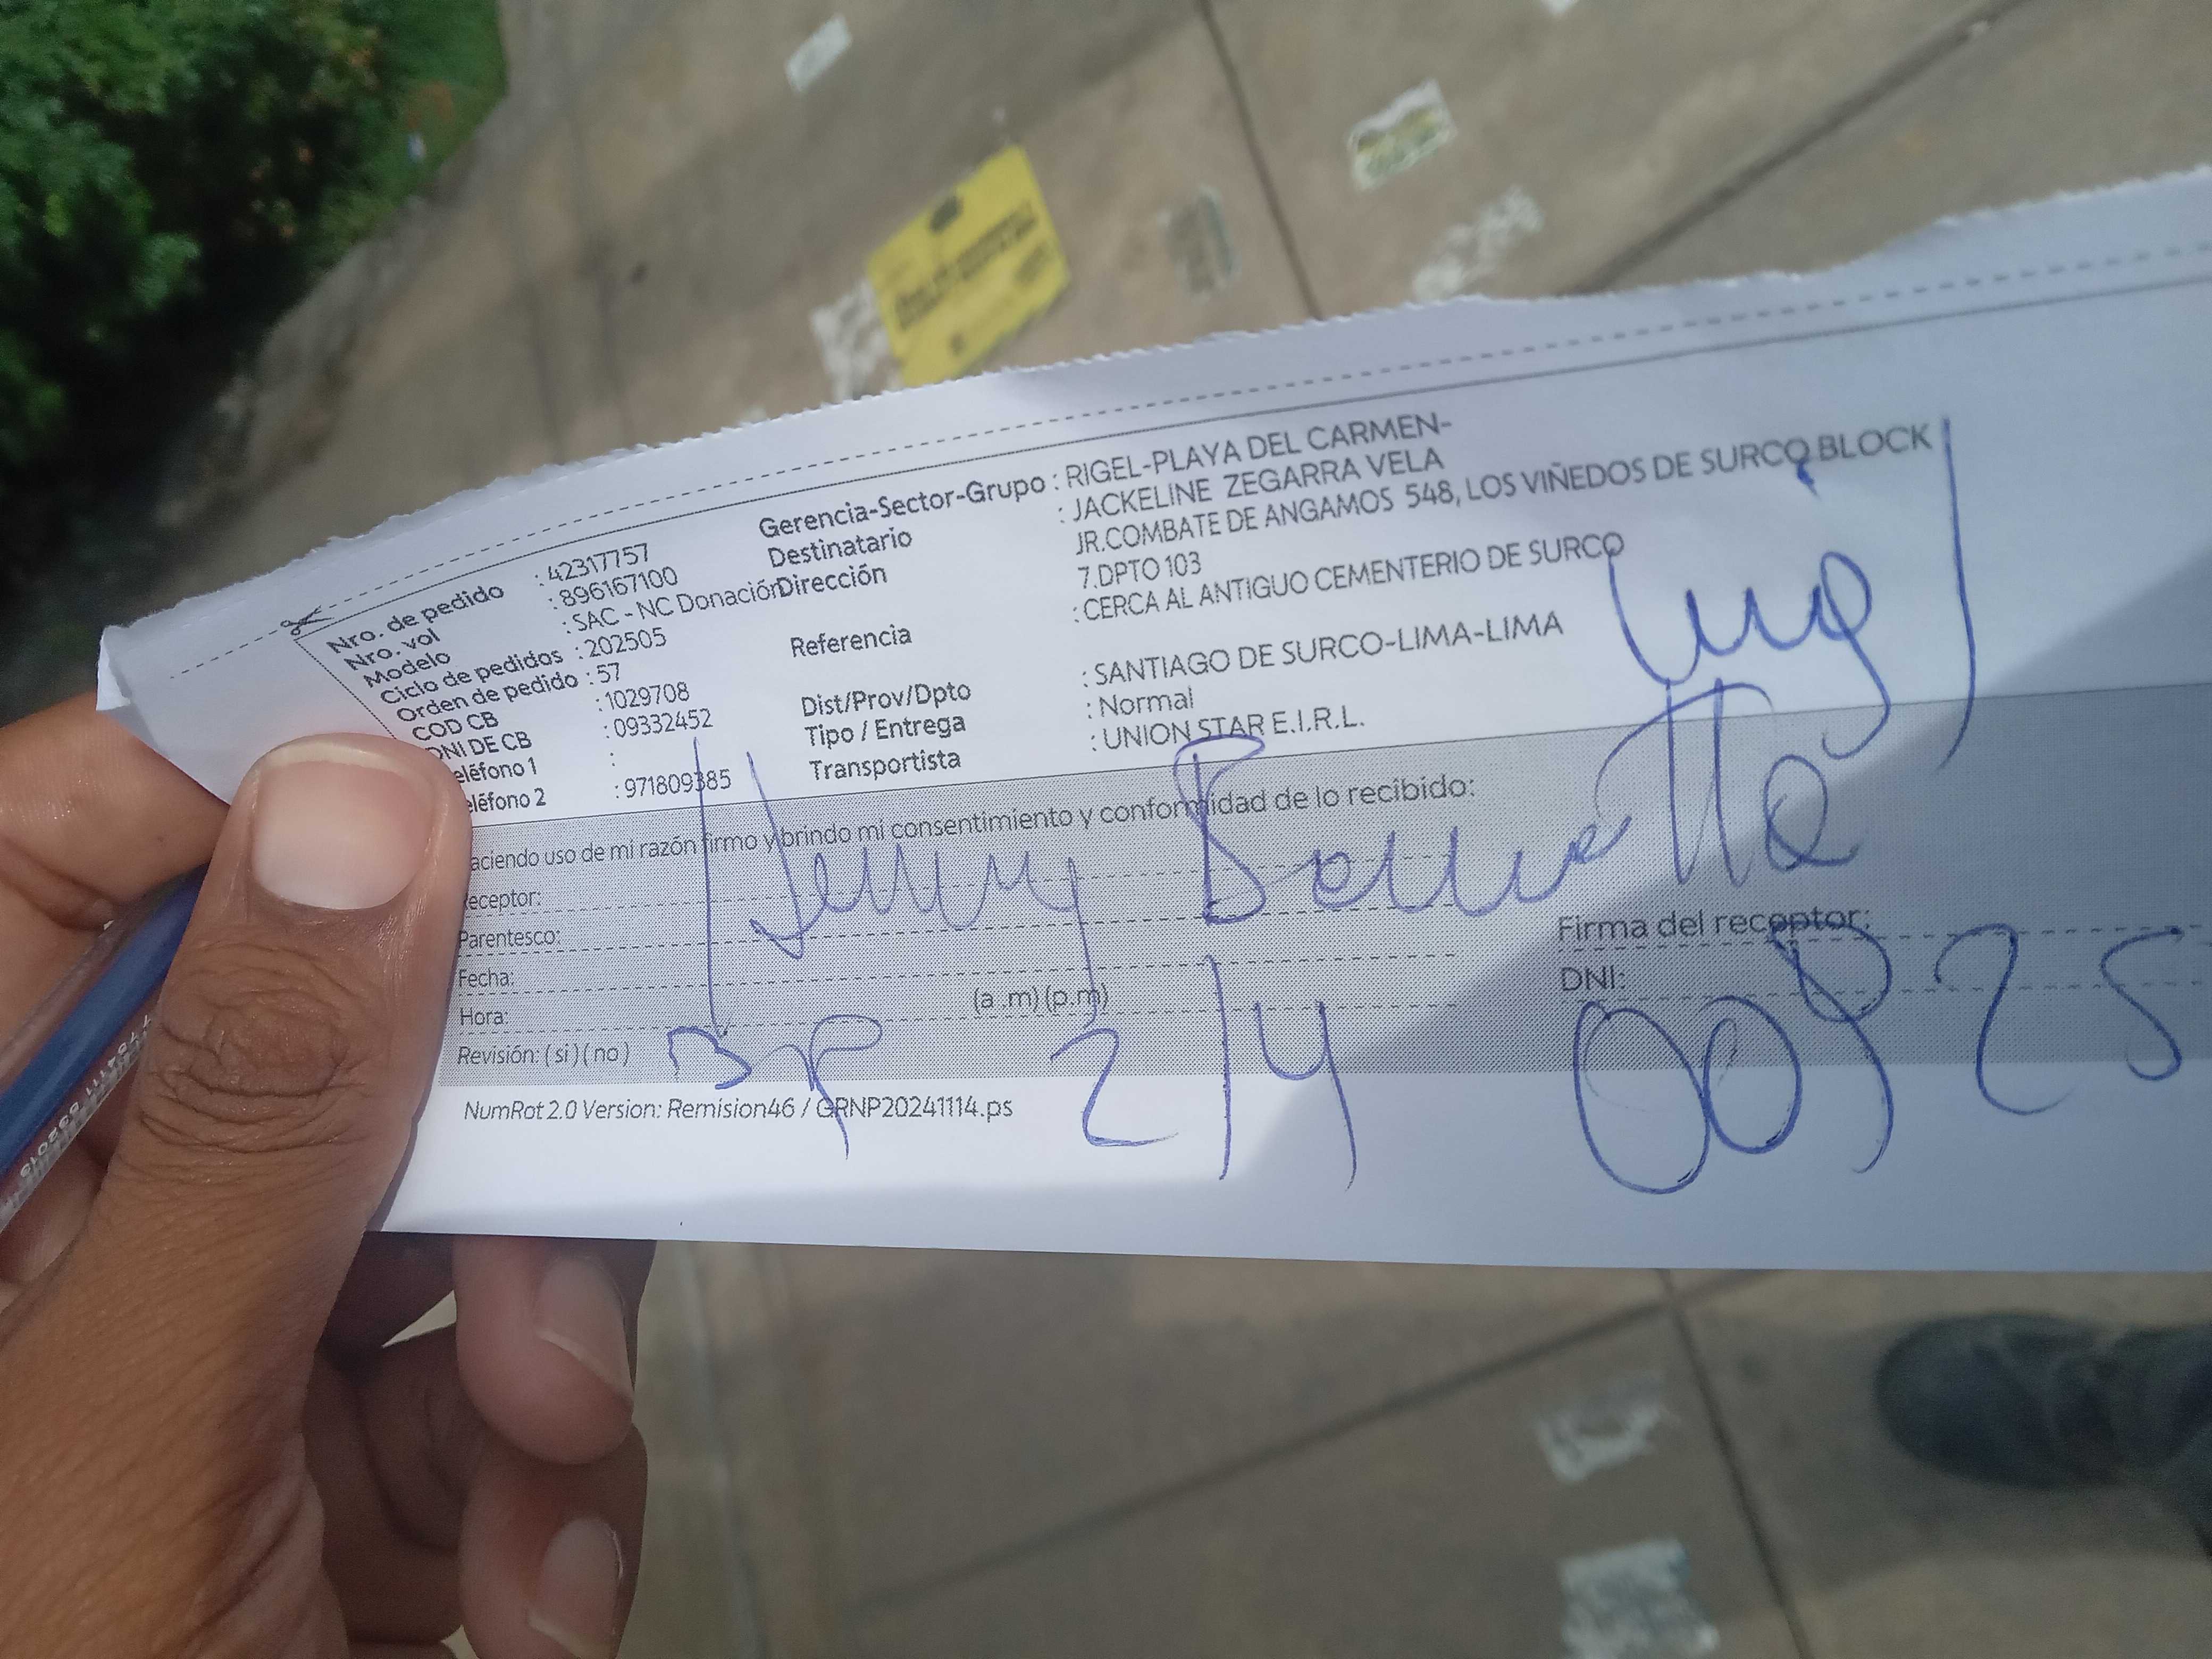 Nro. de pedido : 42317757
Nro. vol : 896167100
Modelo : SAC - NC Donación
Ciclo de pedidos : 202505
Orden de pedido : 57
COD CB : 1029708
DNI DE CB : 09332452
eléfono 1 :
eléfono 2 : 971809385
Gerencia-Sector-Grupo : RIGEL-PLAYA DEL CARMEN-
Destinatario : JACKELINE ZEGARRA VELA
Dirección JR.COMBATE DE ANGAMOS 548, LOS VIÑEDOS DE SURCO BLOCK
7.DPTO 103
Referencia : CERCA AL ANTIGUO CEMENTERIO DE SURCO
Dist/Prov/Dpto : SANTIAGO DE SURCO-LIMA-LIMA
Tipo / Entrega : Normal
Transportista : UNION STAR E.I.R.L.
aciendo uso de mi razón firmo y brindo mi consentimiento y conformidad de lo recibido:
Receptor:
Parentesco:
Fecha:
Hora: (a .m) (p.m)
Revisión: ( si ) ( no )
Firma del receptor:
DNI:
2/4
NumRot 2.0 Version: Remision46 / GRNP20241114.ps